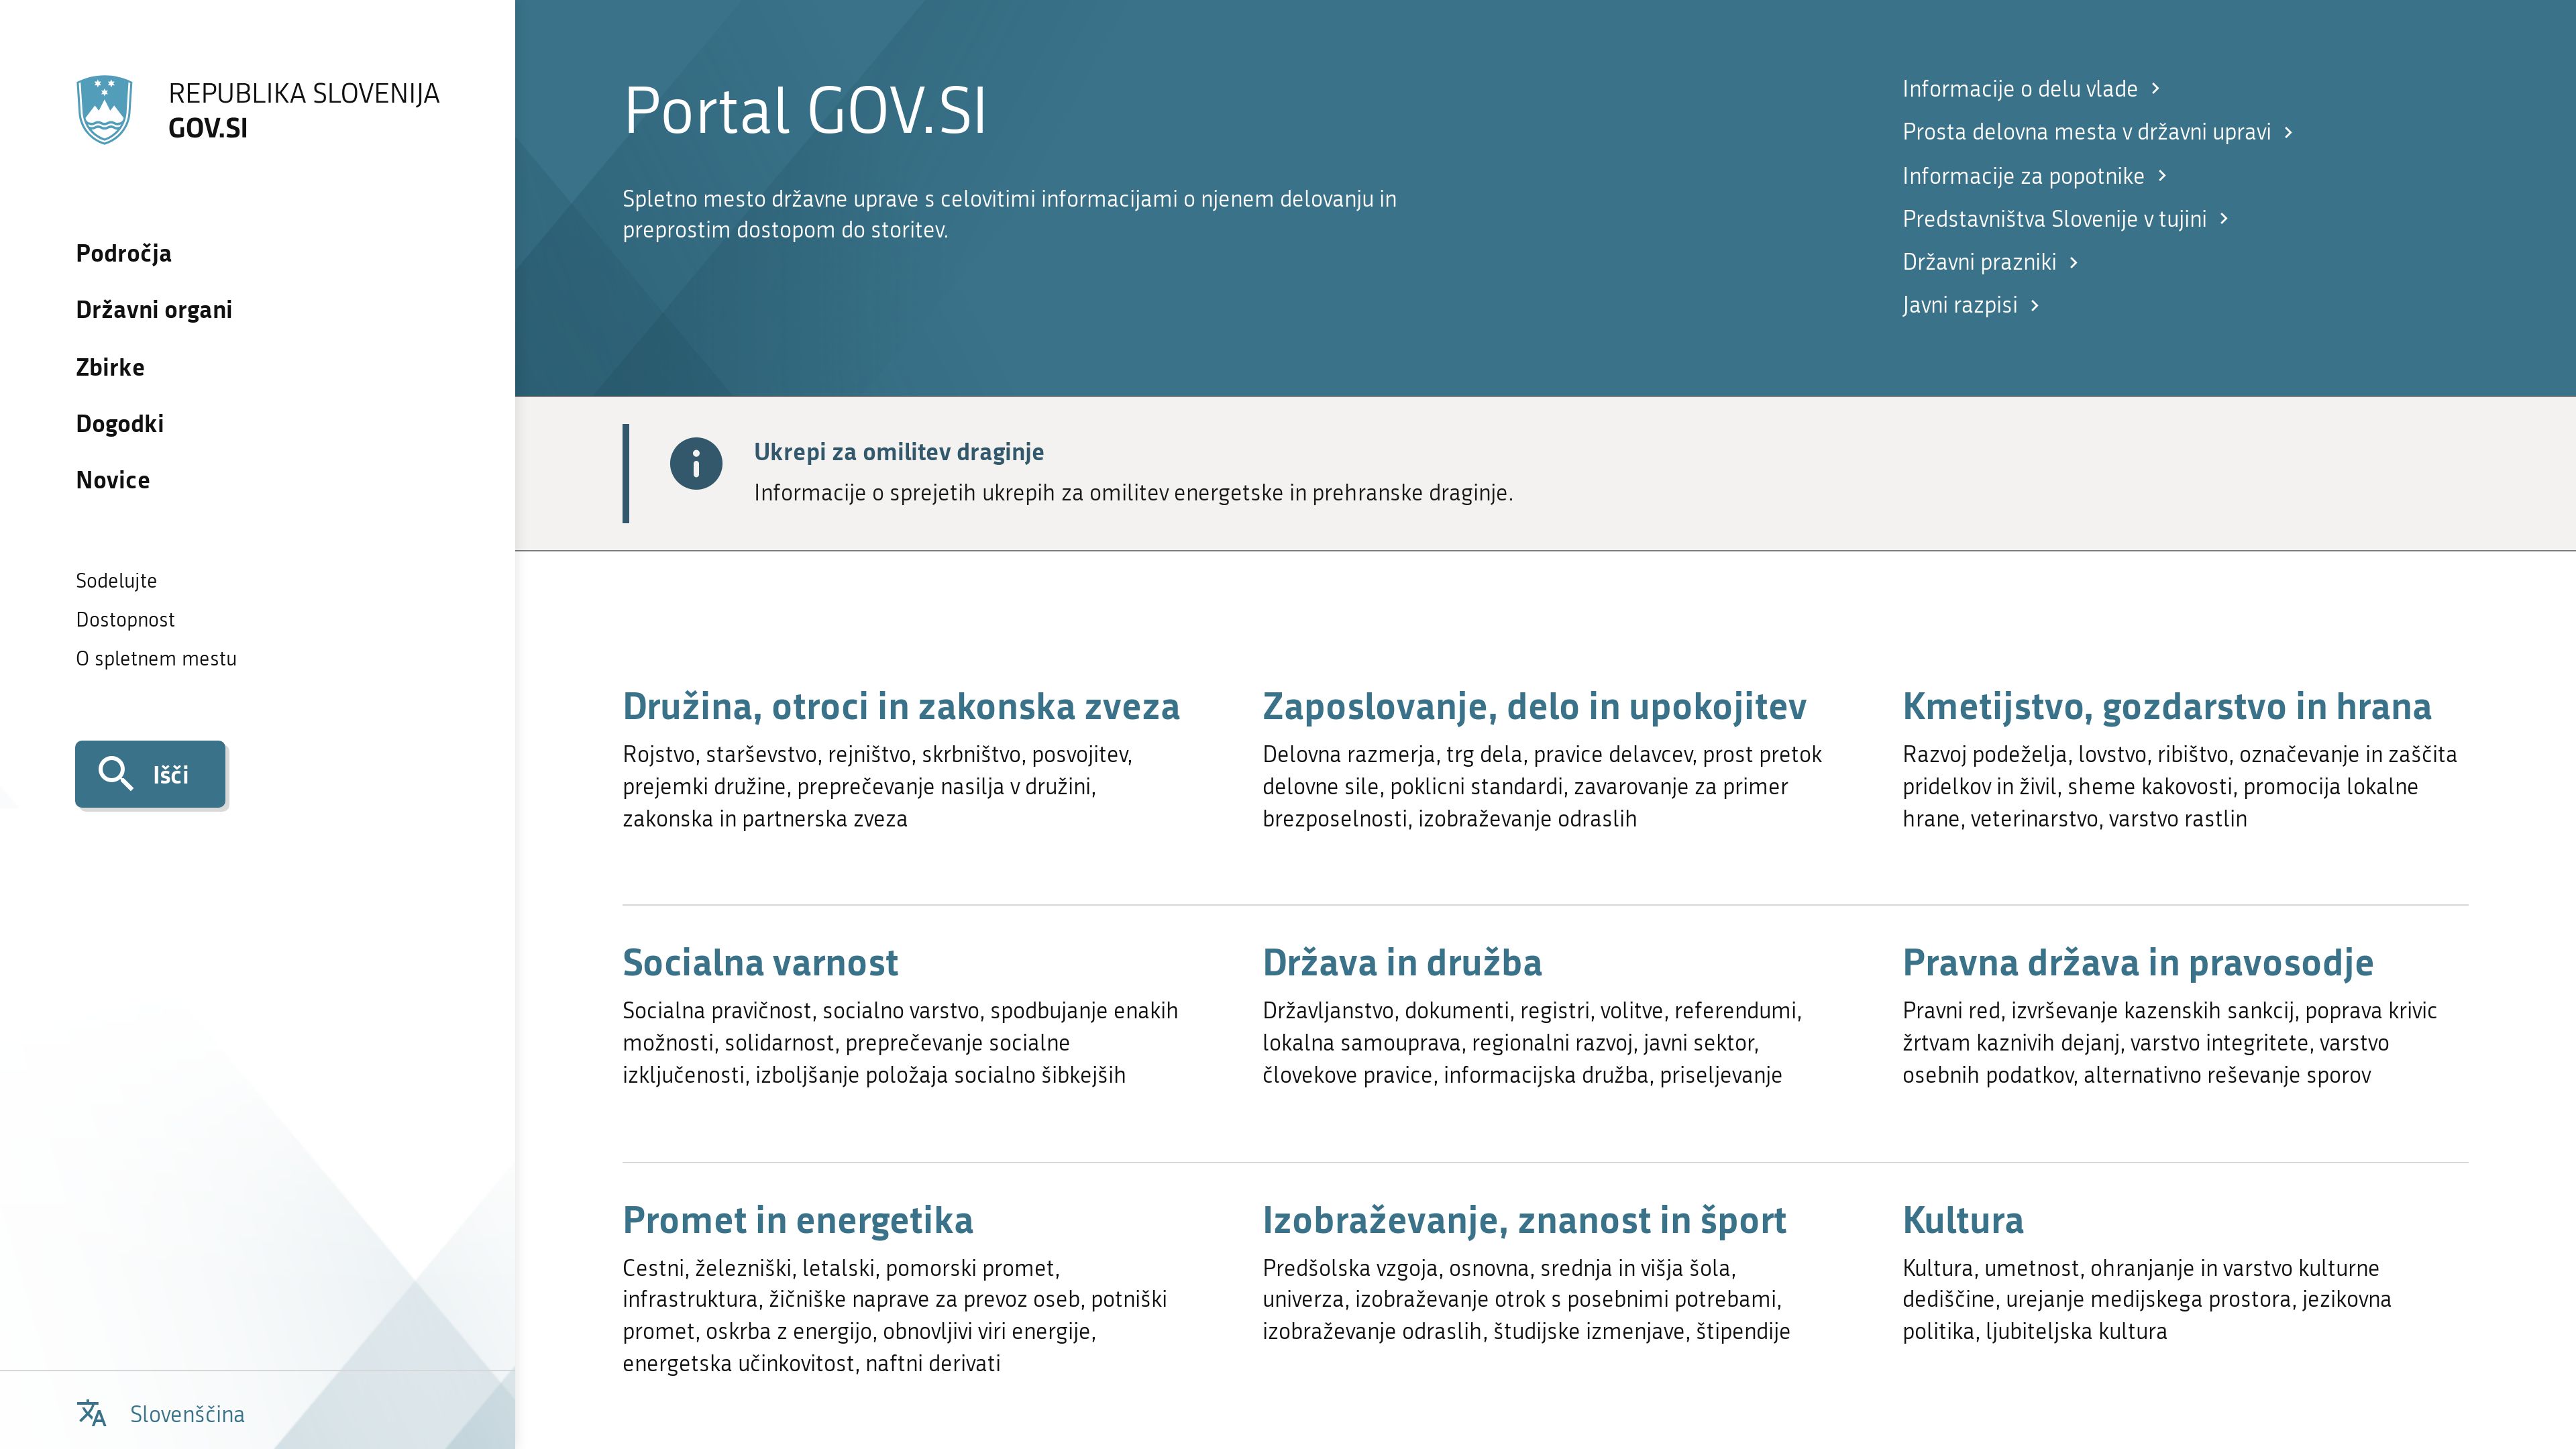 REPUBLIKA SLOVENIJA
GOV.SI
Področja
Državni organi
Zbirke
Dogodki
Novice
Sodelujte
Dostopnost
O spletnem mestu
Išči
Slovenščina
Portal GOV.SI
Spletno mesto državne uprave s celovitimi informacijami o njenem delovanju in
preprostim dostopom do storitev.
Informacije o delu vlade
Prosta delovna mesta v državni upravi
Informacije za popotnike
Predstavništva Slovenije v tujini
Državni prazniki
Javni razpisi
Ukrepi za omilitev draginje
Informacije o sprejetih ukrepih za omilitev energetske in prehranske draginje.
Družina, otroci in zakonska zveza
Rojstvo, starševstvo, rejništvo, skrbništvo, posvojitev,
prejemki družine, preprečevanje nasilja v družini,
zakonska in partnerska zveza
Zaposlovanje, delo in upokojitev
Delovna razmerja, trg dela, pravice delavcev, prost pretok
delovne sile, poklicni standardi, zavarovanje za primer
brezposelnosti, izobraževanje odraslih
Kmetijstvo, gozdarstvo in hrana
Razvoj podeželja, lovstvo, ribištvo, označevanje in zaščita
pridelkov in živil, sheme kakovosti, promocija lokalne
hrane, veterinarstvo, varstvo rastlin
Socialna varnost
Socialna pravičnost, socialno varstvo, spodbujanje enakih
možnosti, solidarnost, preprečevanje socialne
izključenosti, izboljšanje položaja socialno šibkejših
Država in družba
Državljanstvo, dokumenti, registri, volitve, referendumi,
lokalna samouprava, regionalni razvoj, javni sektor,
človekove pravice, informacijska družba, priseljevanje
Pravna država in pravosodje
Pravni red, izvrševanje kazenskih sankcij, poprava krivic
žrtvam kaznivih dejanj, varstvo integritete, varstvo
osebnih podatkov, alternativno reševanje sporov
Promet in energetika
Cestni, železniški, letalski, pomorski promet,
infrastruktura, žičniške naprave za prevoz oseb, potniški
promet, oskrba z energijo, obnovljivi viri energije,
energetska učinkovitost, naftni derivati
Izobraževanje, znanost in šport
Predšolska vzgoja, osnovna, srednja in višja šola,
univerza, izobraževanje otrok s posebnimi potrebami,
izobraževanje odraslih, študijske izmenjave, štipendije
Kultura
Kultura, umetnost, ohranjanje in varstvo kulturne
dediščine, urejanje medijskega prostora, jezikovna
politika, ljubiteljska kultura